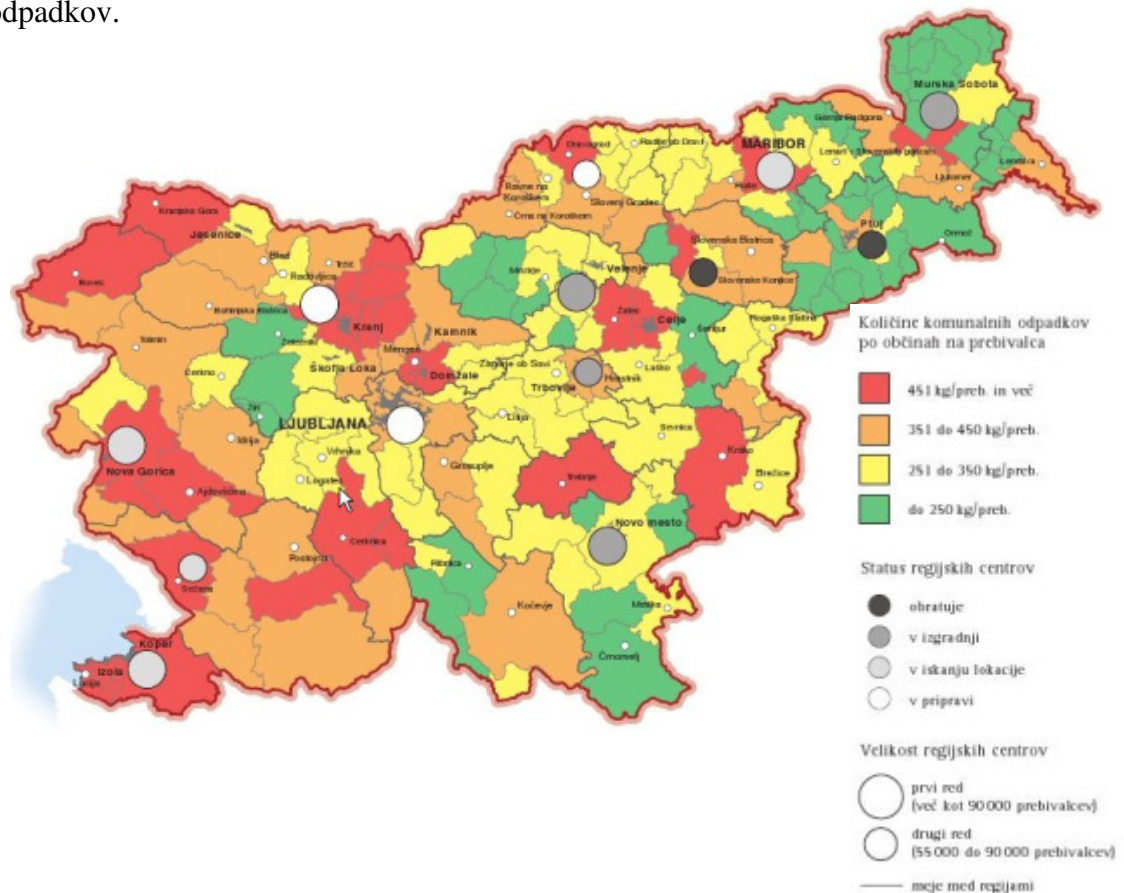 odpadkov.
Murska Sobota
Gornja Radgona
MARIBOR
Dravograd
Radlje ob Dravi
Lenart v Slovenskih goricah
Lendava
Ruše
Ljutomer
Ravne na
Koroškem
Slovenj Gradec
Črna na Koroškem
Kranjska Gora
Jesenice
Ptuj
Ormož
Slovenska Bistrica
Bled
Tržič
Radovljica
Mozirje
Velenje
Slovenske Konjice
Bovec
Bohinjska Bistrica
Kranj
Kamnik
Žalec
Celje
Šentjur
Rogaška Slatina
Tolmin
Železniki
Mengeš
Cerkno
Škofja Loka
Domžale
Zagorje ob Savi
Trbovlje
Hrastnik
Laško
Žiri
LJUBLJANA
Litija
Idrija
Sevnica
Vrhnika
Grosuplje
Krško
Nova Gorica
Logatec
Trebnje
Brežice
Ajdovščina
Novo mesto
Cerknica
Postojna
Ribnica
Sežana
Kočevje
Metlika
Koper
Črnomelj
Izola
Lucija
Količine komunalnih odpadkov
po občinah na prebivalca
451 kg/preb. in več
351 do 450 kg/preb.
251 do 350 kg/preb.
do 250 kg/preb.
Status regijskih centrov
obratuje
v izgradnji
v iskanju lokacije
v pripravi
Velikost regijskih centrov
prvi red
(več kot 90 000 prebivalcev)
drugi red
(55 000 do 90 000 prebivalcev)
meje med regijami